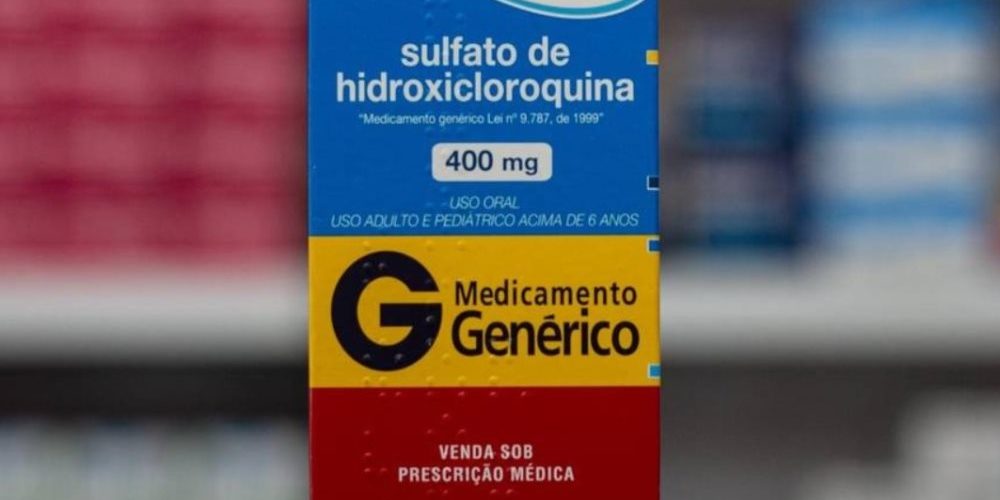 sulfato de
hidroxicloroquina
"Medicamento genérico Lei nº 9.787, de 1999"
400 mg
USO ORAL
USO ADULTO E PEDIÁTRICO ACIMA DE 6 ANOS
G Medicamento
Genérico
VENDA SOB
PRESCRIÇÃO MÉDICA